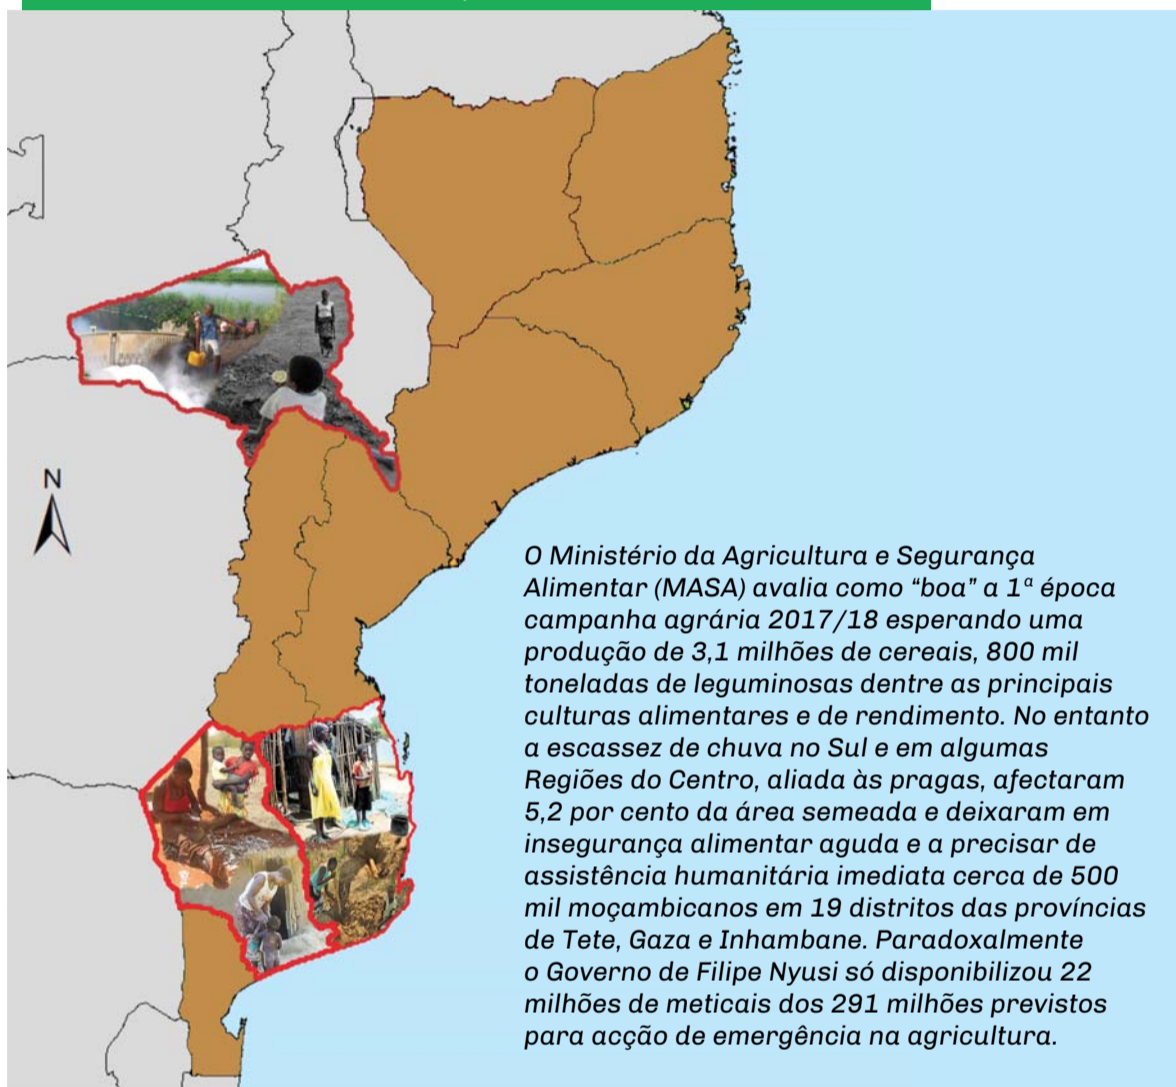 N
O Ministério da Agricultura e Segurança
Alimentar (MASA) avalia como “boa” a 1ª época
campanha agrária 2017/18 esperando uma
produção de 3,1 milhões de cereais, 800 mil
toneladas de leguminosas dentre as principais
culturas alimentares e de rendimento. No entanto
a escassez de chuva no Sul e em algumas
Regiões do Centro, aliada às pragas, afectaram
5,2 por cento da área semeada e deixaram em
insegurança alimentar aguda e a precisar de
assistência humanitária imediata cerca de 500
mil moçambicanos em 19 distritos das províncias
de Tete, Gaza e Inhambane. Paradoxalmente
o Governo de Filipe Nyusi só disponibilizou 22
milhões de meticais dos 291 milhões previstos
para acção de emergência na agricultura.